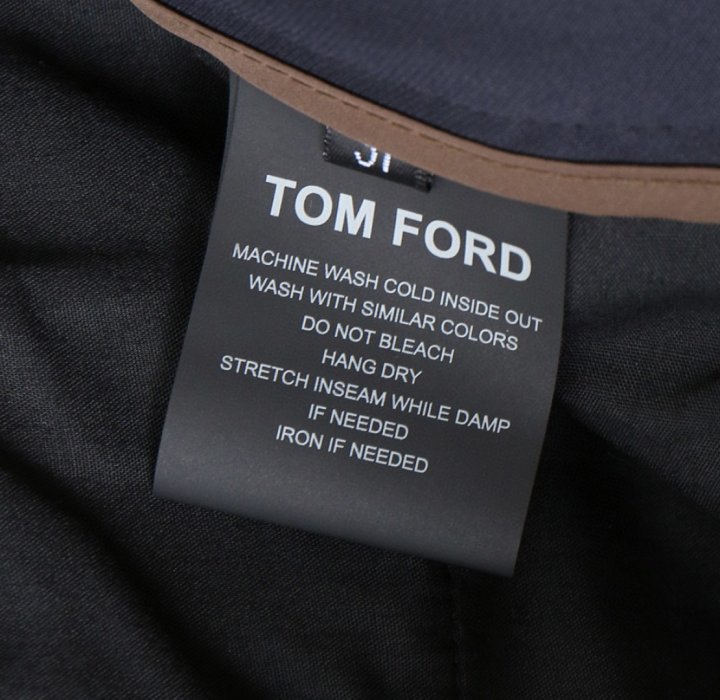 TOM FORD
MACHINE WASH COLD INSIDE OUT
WASH WITH SIMILAR COLORS
DO NOT BLEACH
HANG DRY
STRETCH INSEAM WHILE DAMP
IF NEEDED
IRON IF NEEDED